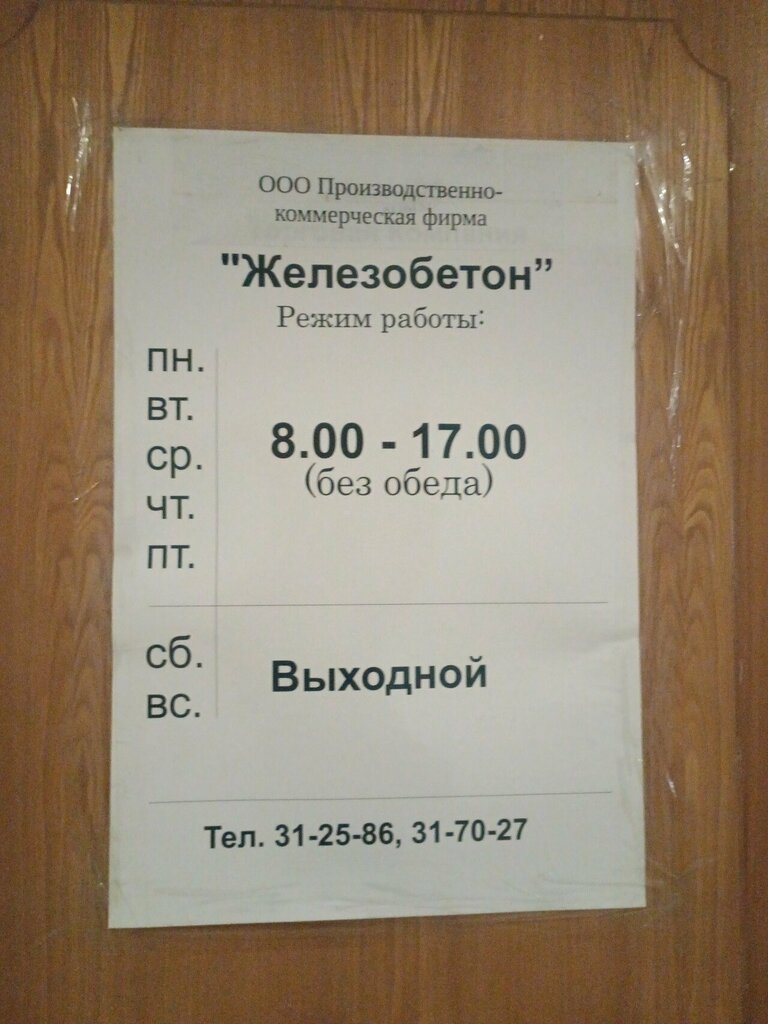 ООО Производственно-
коммерческая фирма
"Железобетон”
Режим работы:
пн.
вт.
ср.
чт.
пт.
8.00 - 17.00
(без обеда)
сб.
вс.
Выходной
Тел. 31-25-86, 31-70-27